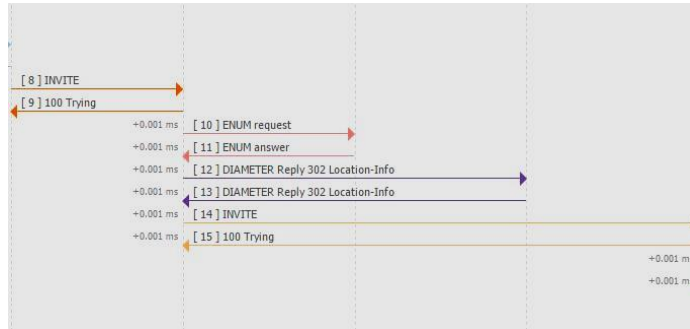 [ 8 ] INVITE
[ 9 ] 100 Trying
+0.001 ms [ 10 ] ENUM request
+0.001 ms [ 11 ] ENUM answer
+0.001 ms [ 12 ] DIAMETER Reply 302 Location-Info
+0.001 ms [ 13 ] DIAMETER Reply 302 Location-Info
+0.001 ms [ 14 ] INVITE
+0.001 ms [ 15 ] 100 Trying
+0.001 m
+0.001 m